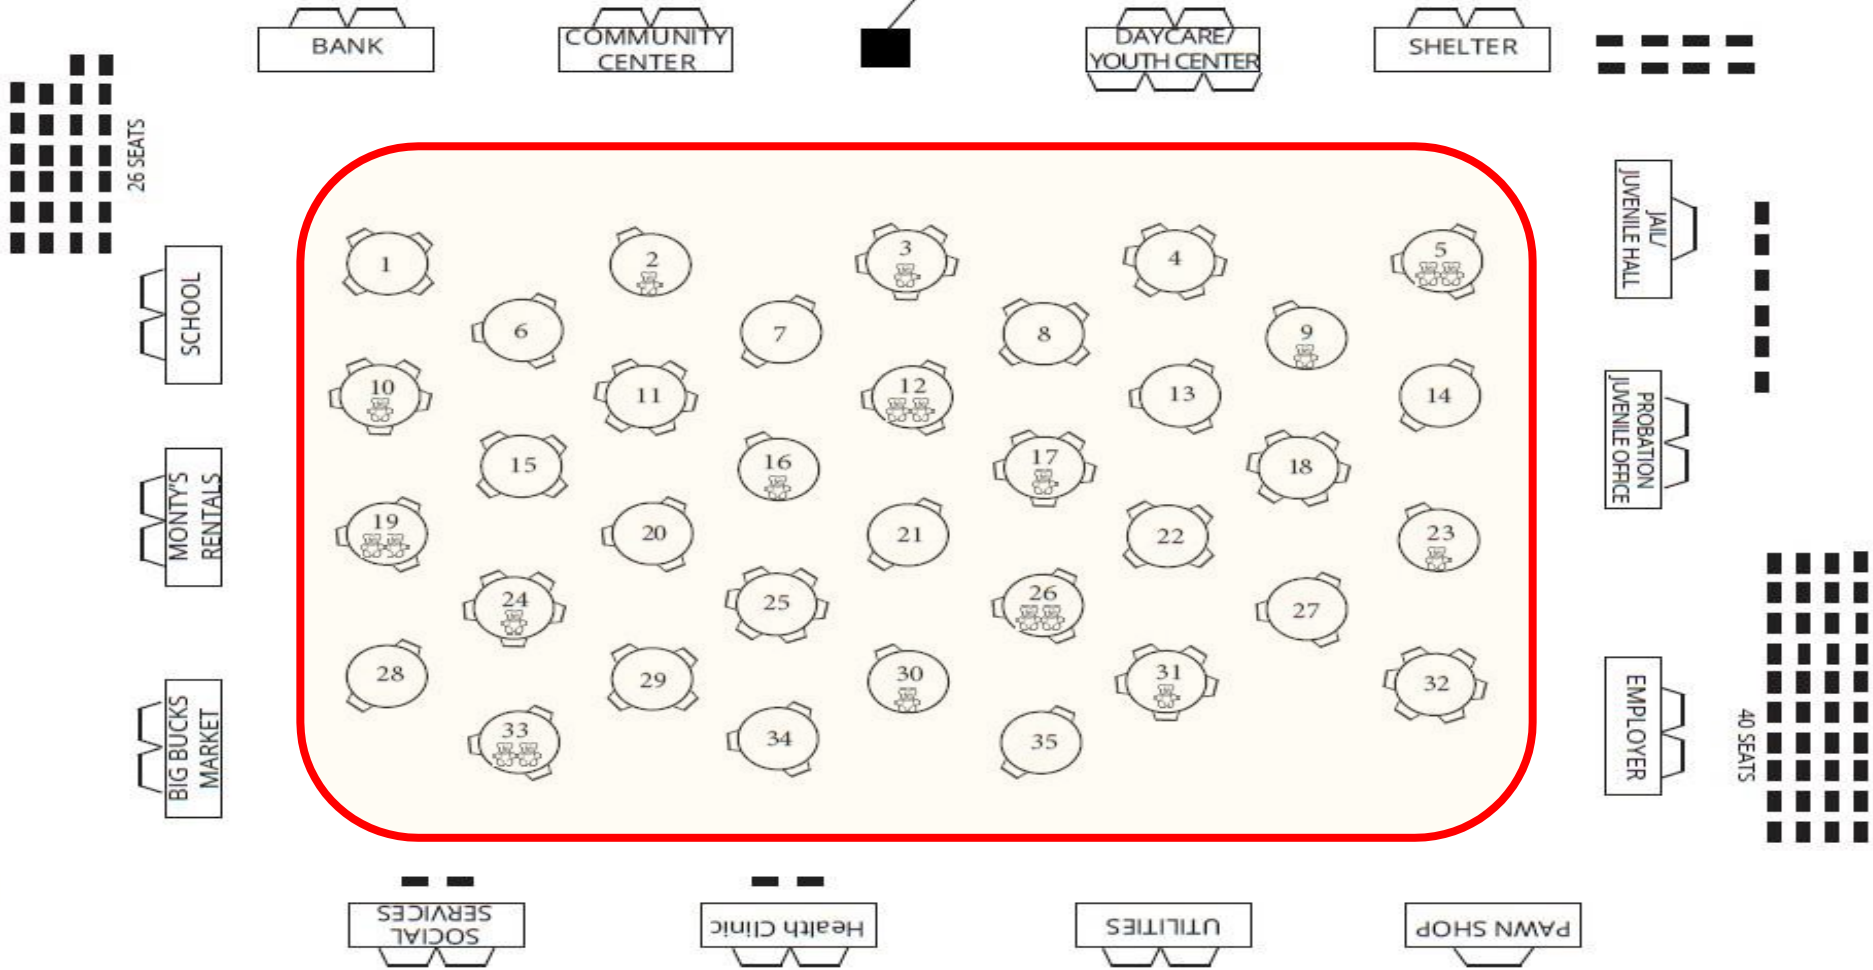 BANK
COMMUNITY
CENTER
DAYCARE/
YOUTH CENTER
SHELTER
26 SEATS
SCHOOL
MONTY'S
RENTALS
BIG BUCKS
MARKET
1
2
3
4
5
6
7
8
9
10
11
12
13
14
15
16
17
18
19
20
21
22
23
24
25
26
27
28
29
30
31
32
33
34
35
JAIL/
JUVENILE HALL
PROBATION
JUVENILE OFFICE
EMPLOYER
40 SEATS
SOCIAL
SERVICES
Health Clinic
UTILITIES
PAWN SHOP